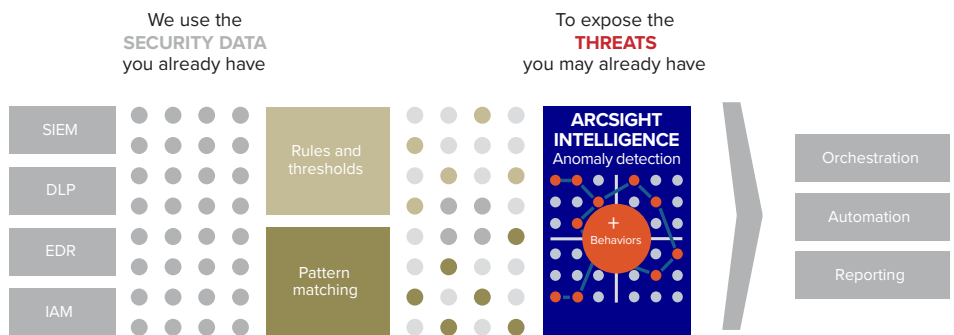 We use the
SECURITY DATA
you already have
To expose the
THREATS
you may already have
SIEM
DLP
EDR
IAM
Rules and
thresholds
Pattern
matching
ARCSIGHT
INTELLIGENCE
Anomaly detection
+
Behaviors
Orchestration
Automation
Reporting